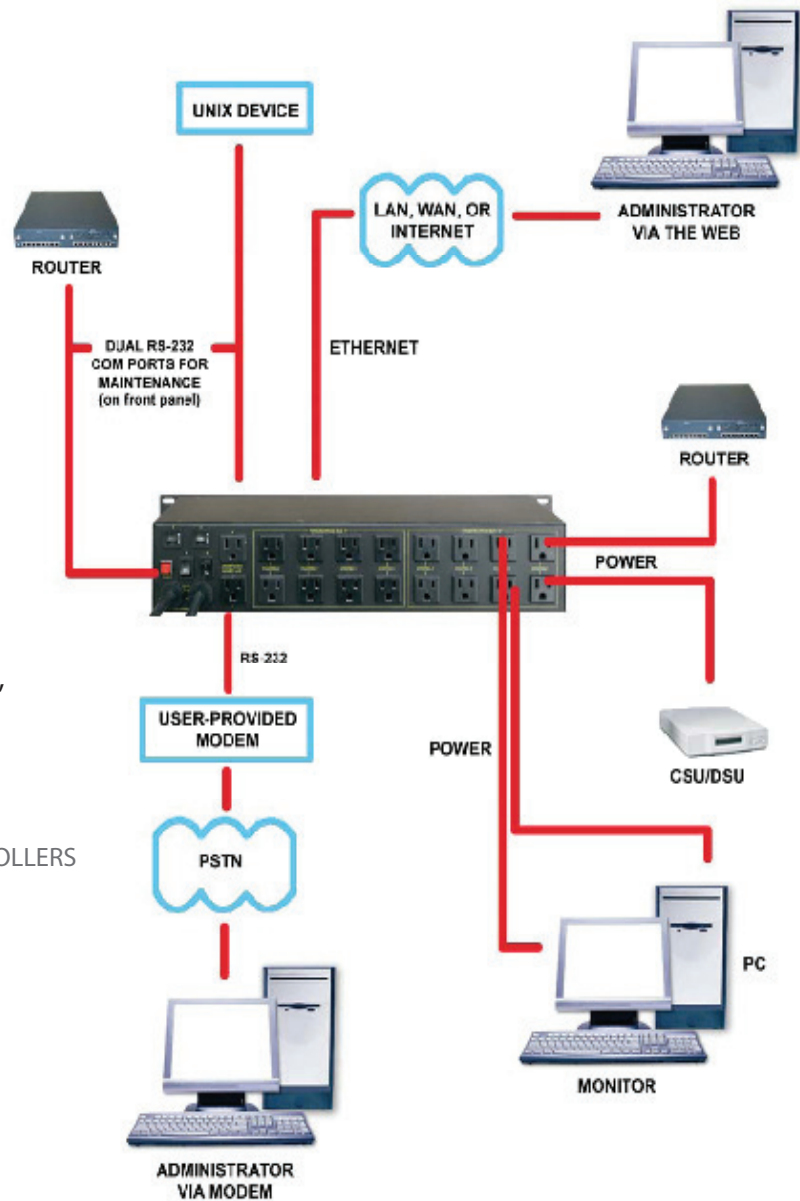 UNIX DEVICE
LAN, WAN, OR
INTERNET
ADMINISTRATOR
VIA THE WEB
ROUTER
DUAL RS-232
COM PORTS FOR
MAINTENANCE
(on front panel)
ETHERNET
ROUTER
POWER
RS-232
,
USER-PROVIDED
MODEM
POWER
CSU/DSU
OLLERS
PSTN
PC
MONITOR
ADMINISTRATOR
VIA MODEM